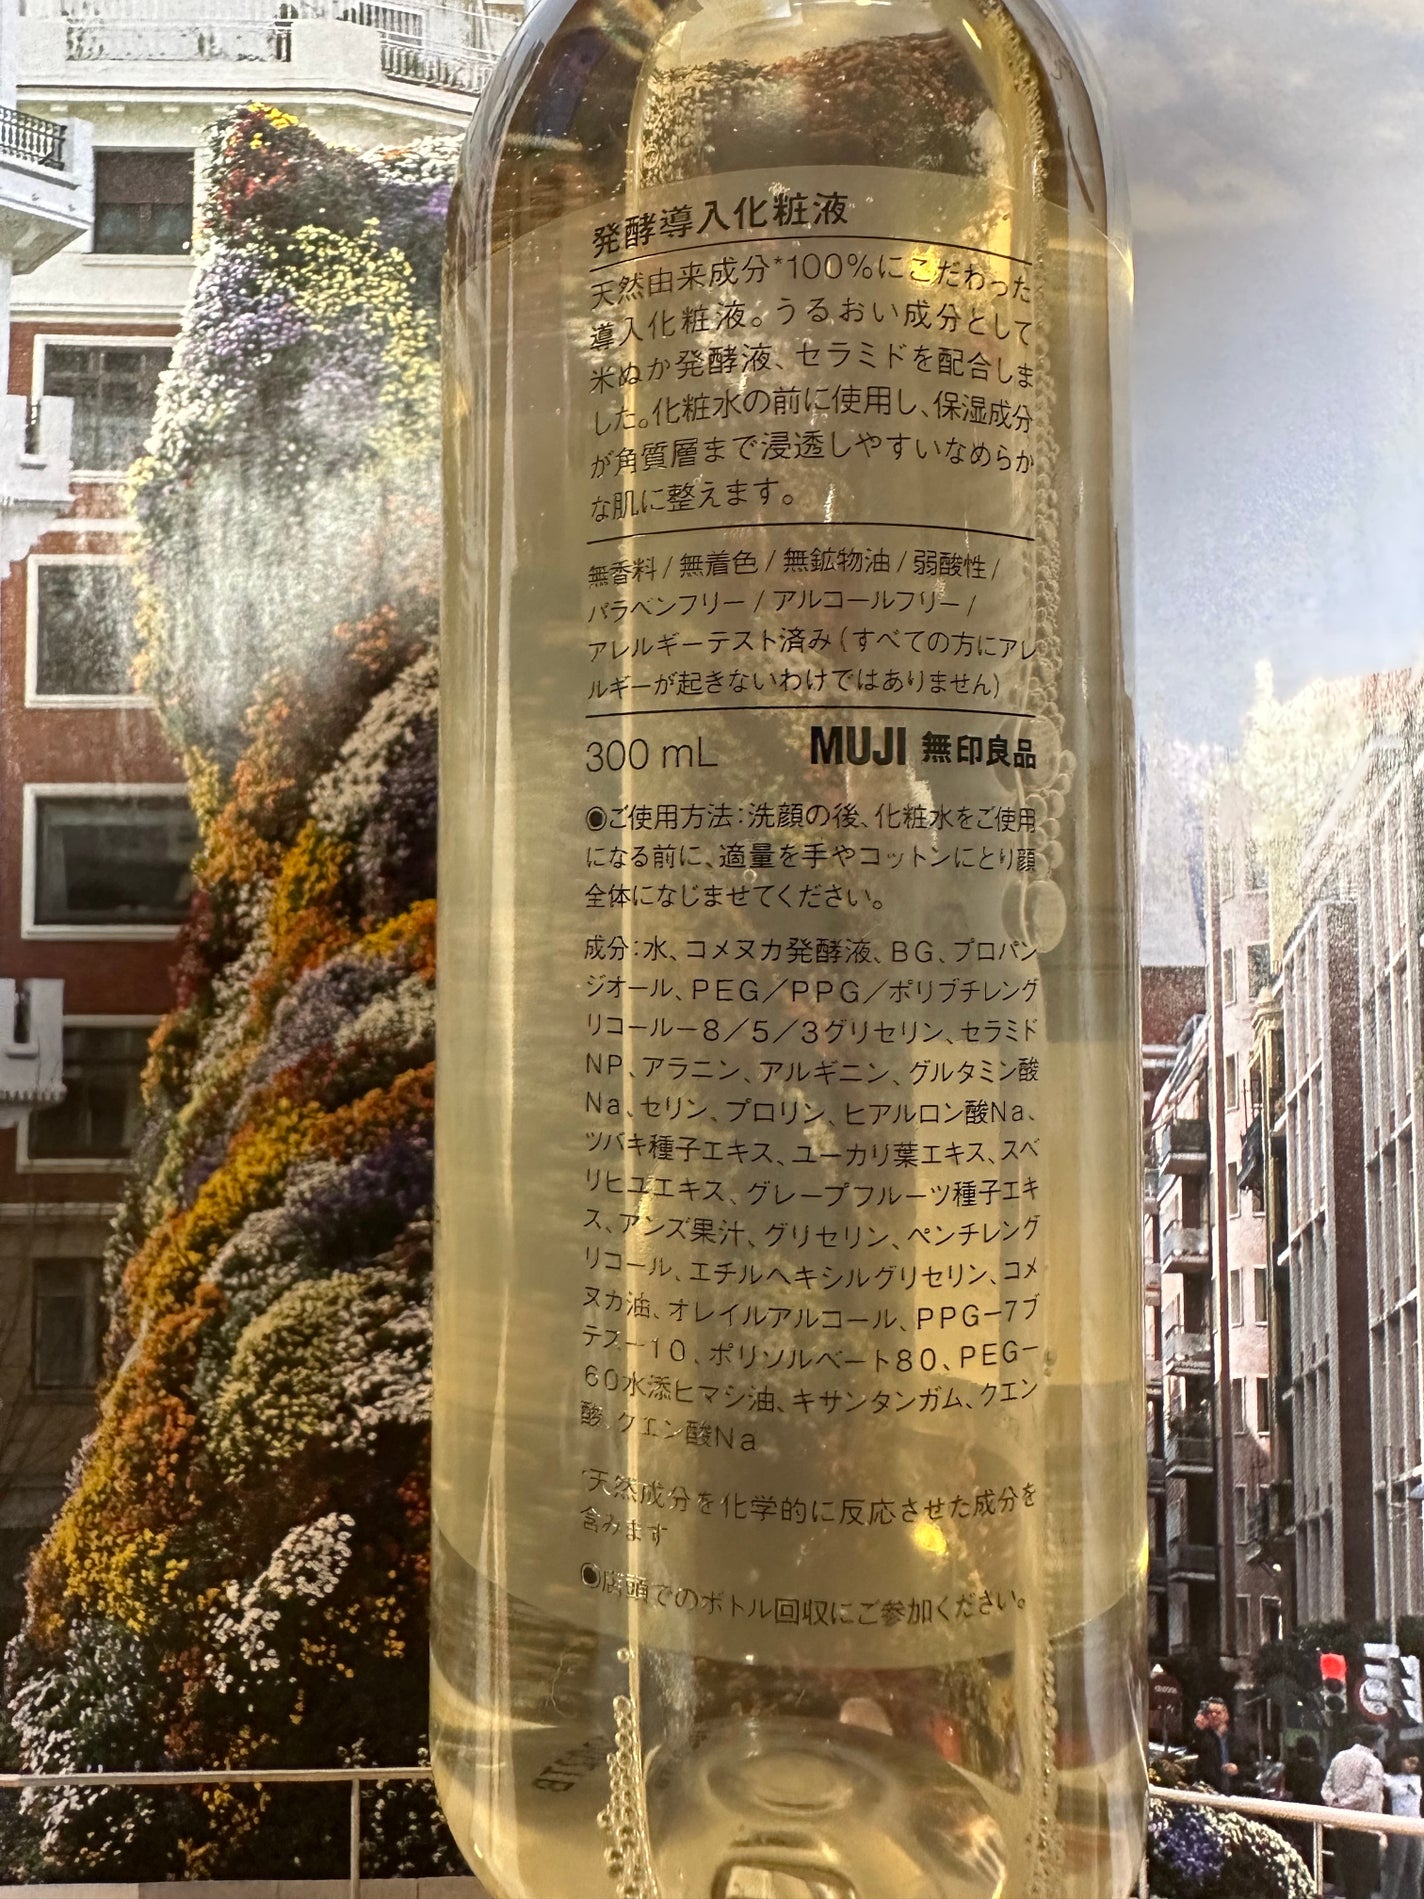 発酵導入化粧液
天然由来成分*100%にこだわった
導入化粧液。うるおい成分として
米ぬか発酵液、セラミドを配合しま
した。化粧水の前に使用し、保湿成分
が角質層まで浸透しやすいなめらか
な肌に整えます。
無香料/無着色/無鉱物油/弱酸性/
パラベンフリー/アルコールフリー/
アレルギーテスト済み(すべての方にアレ
ルギーが起きないわけではありません)
300 mL MUJI 無印良品
◉ご使用方法:洗顔の後、化粧水をご使用
になる前に、適量を手やコットンにとり顔
全体になじませてください。
成分:水、コメヌカ発酵液、BG、プロパン
ジオール、PEG/PPG/ポリブチレング
リコール-8/5/3グリセリン、セラミド
NP、アラニン、アルギニン、グルタミン酸
Na、セリン、プロリン、ヒアルロン酸Na、
ツバキ種子エキス、ユーカリ葉エキス、スベ
リヒユエキス、グレープフルーツ種子エキ
ス、アンズ果汁、グリセリン、ペンチレング
リコール、エチルヘキシルグリセリン、コメ
ヌカ油、オレイルアルコール、PPG-7ブ
テス-10、ポリソルベート80、PEG-
60水添ヒマシ油、キサンタンガム、クエン
酸、クエン酸Na
*天然成分を化学的に反応させた成分を
含みます
◉店頭でのボトル回収にご参加ください。